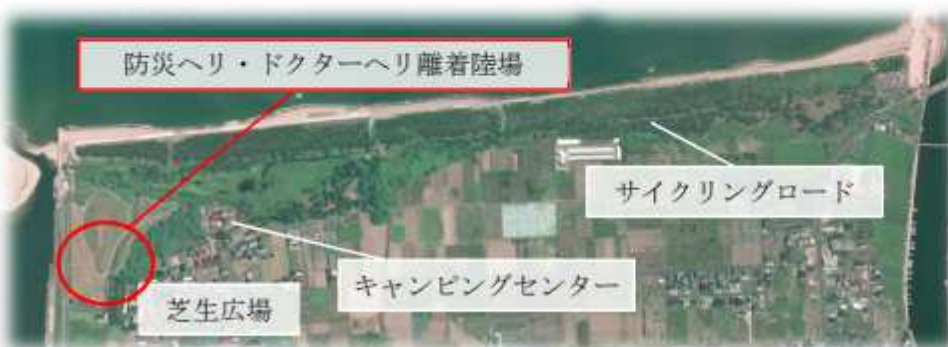 防災ヘリ・ドクターヘリ離着陸場
サイクリングロード
キャンピングセンター
芝生広場